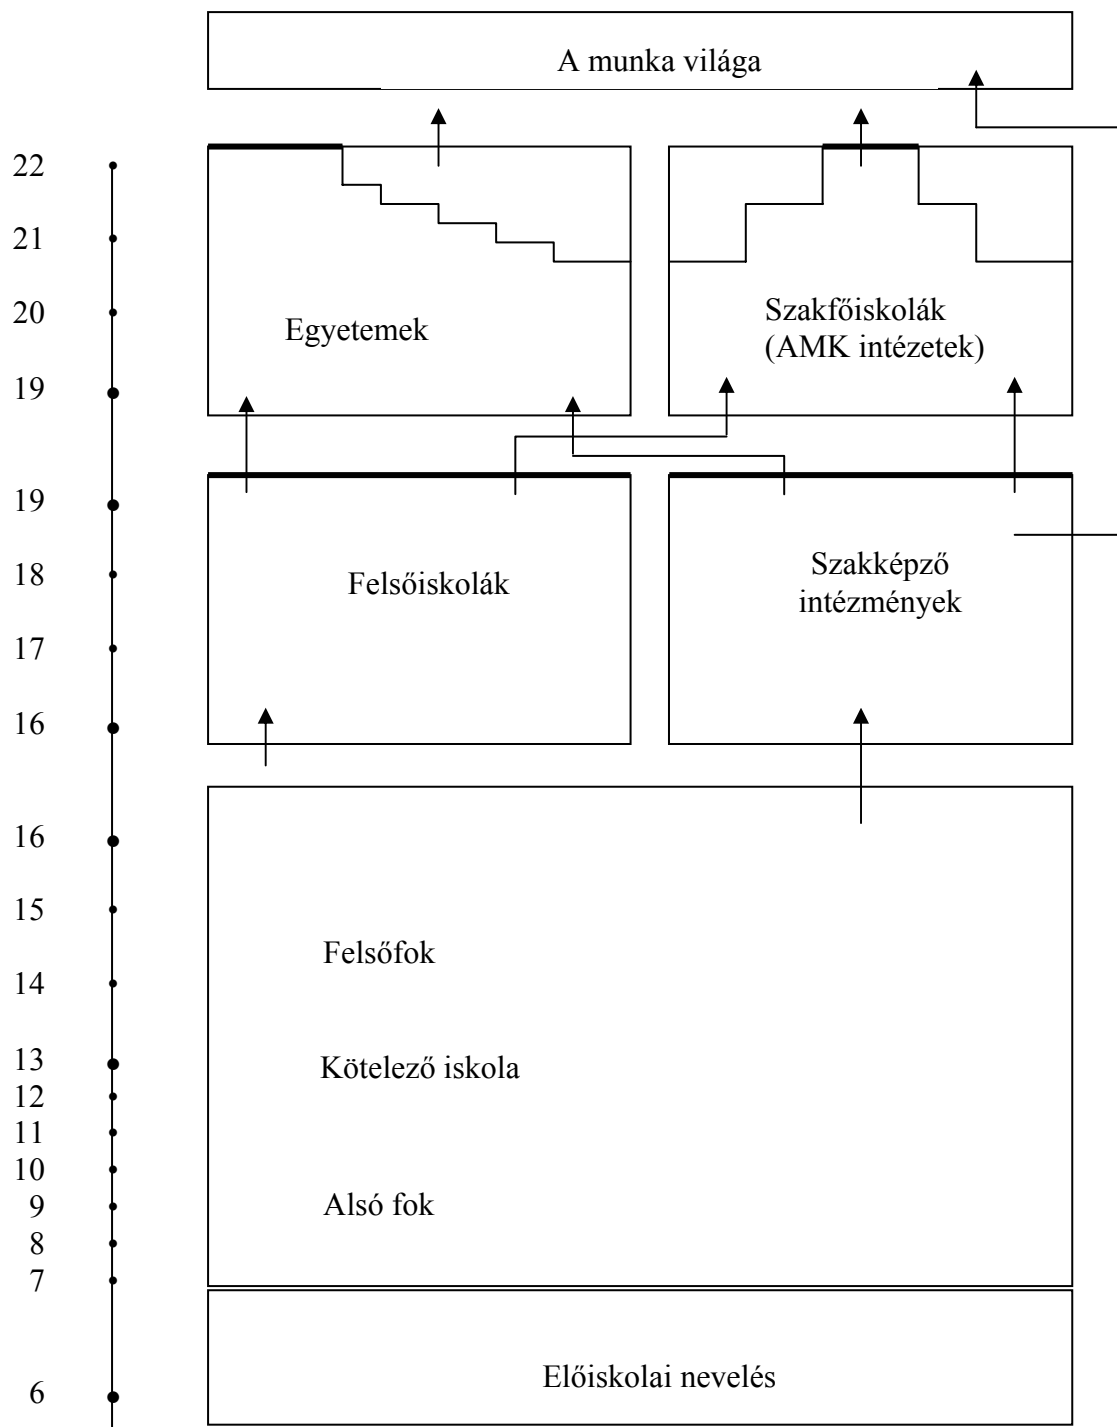 A munka világa
22
21
20
Egyetemek
Szakfőiskolák
(AMK intézetek)
19
19
18
Felsőiskolák
Szakképző
intézmények
17
16
16
15
Felsőfok
14
13
Kötelező iskola
12
11
10
9
Alsó fok
8
7
Előiskolai nevelés
6